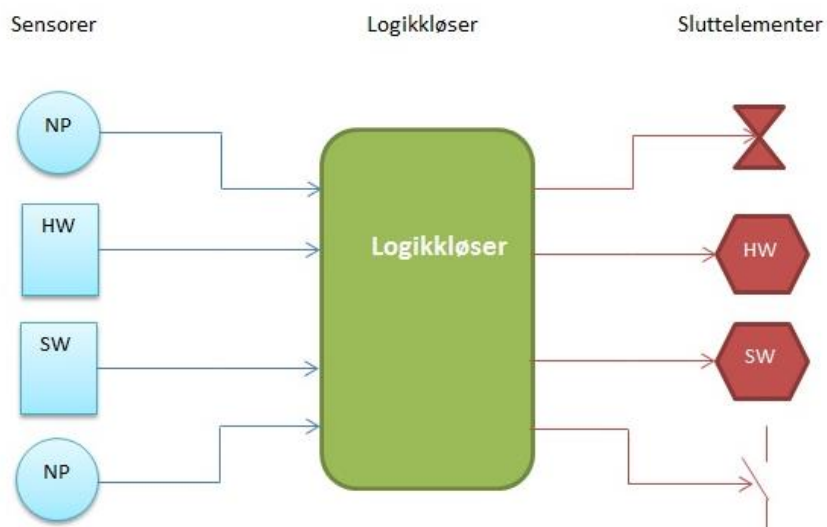 Sensorer
Logikkløser
Sluttelementer
NP
HW
SW
NP
Logikkløser
HW
SW